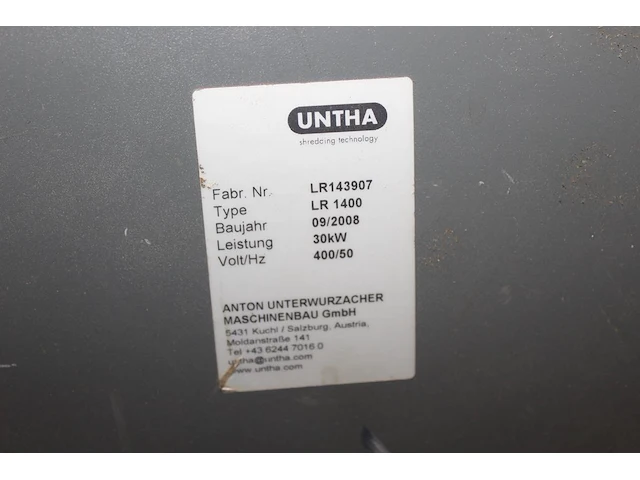 UNTHA
shredding technology
Fabr. Nr. LR143907
Type LR 1400
Baujahr 09/2008
Leistung 30kW
Volt/Hz 400/50
ANTON UNTERWURZACHER
MASCHINENBAU GmbH
5431 Kuchl / Salzburg, Austria,
Moldanstraße 141
Tel +43 6244 7016 0
untha@untha.com
www.untha.com